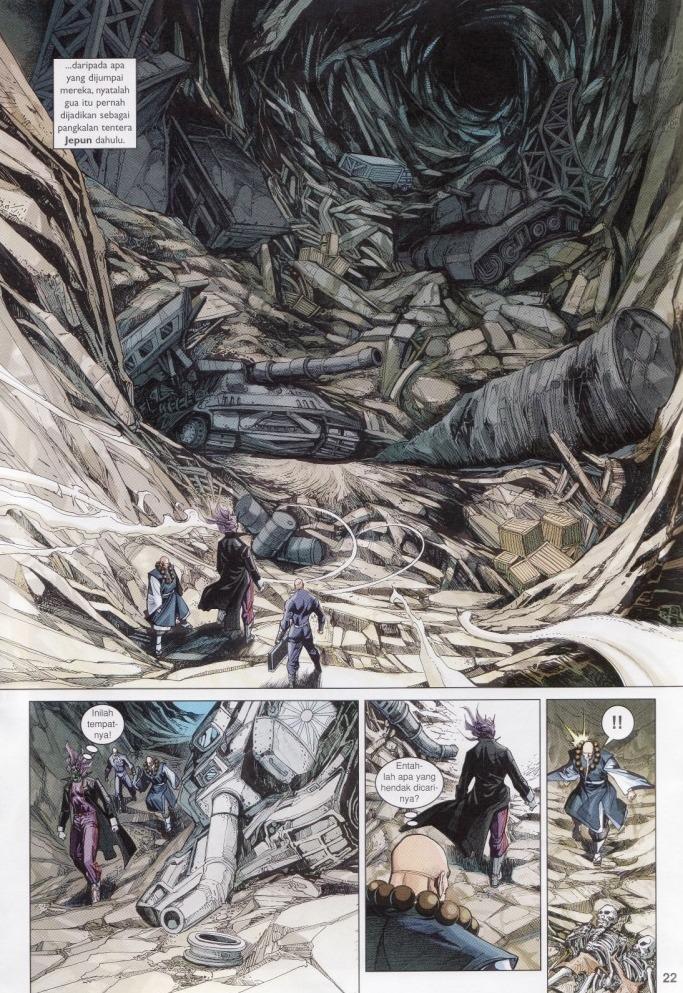 ...daripada apa
yang dijumpai
mereka, nyatalah
gua itu pernah
dijadikan sebagai
pangkalan tentera
Jepun dahulu.
Inilah
tempat-
nya!
Entah-
lah apa yang
hendak dicari-
nya?
!!
22